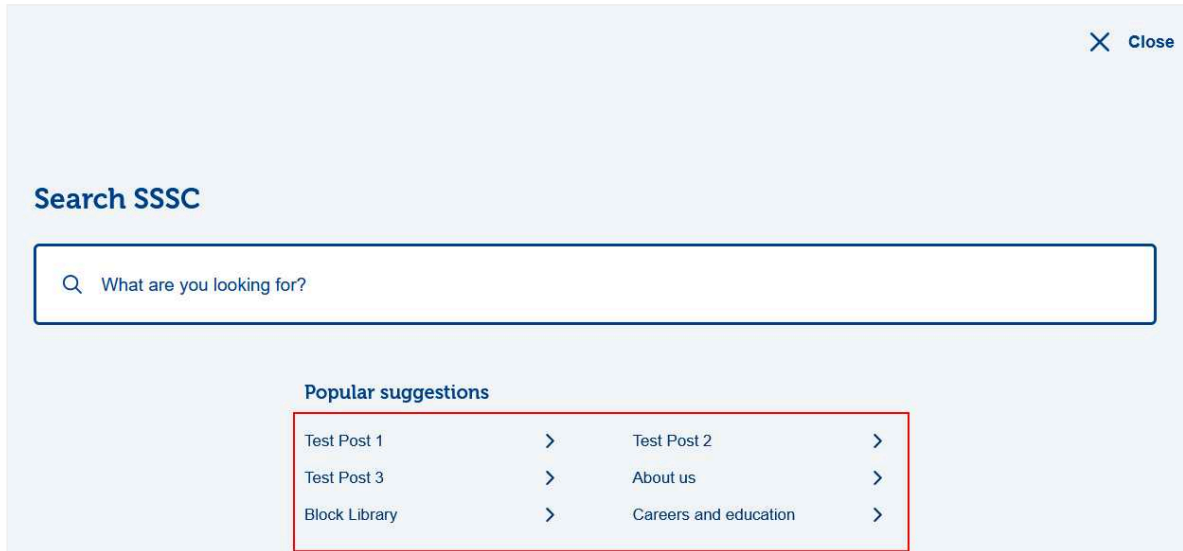 Close
Search SSSC
What are you looking for?
Popular suggestions
Test Post 1
Test Post 2
Test Post 3
About us
Block Library
Careers and education